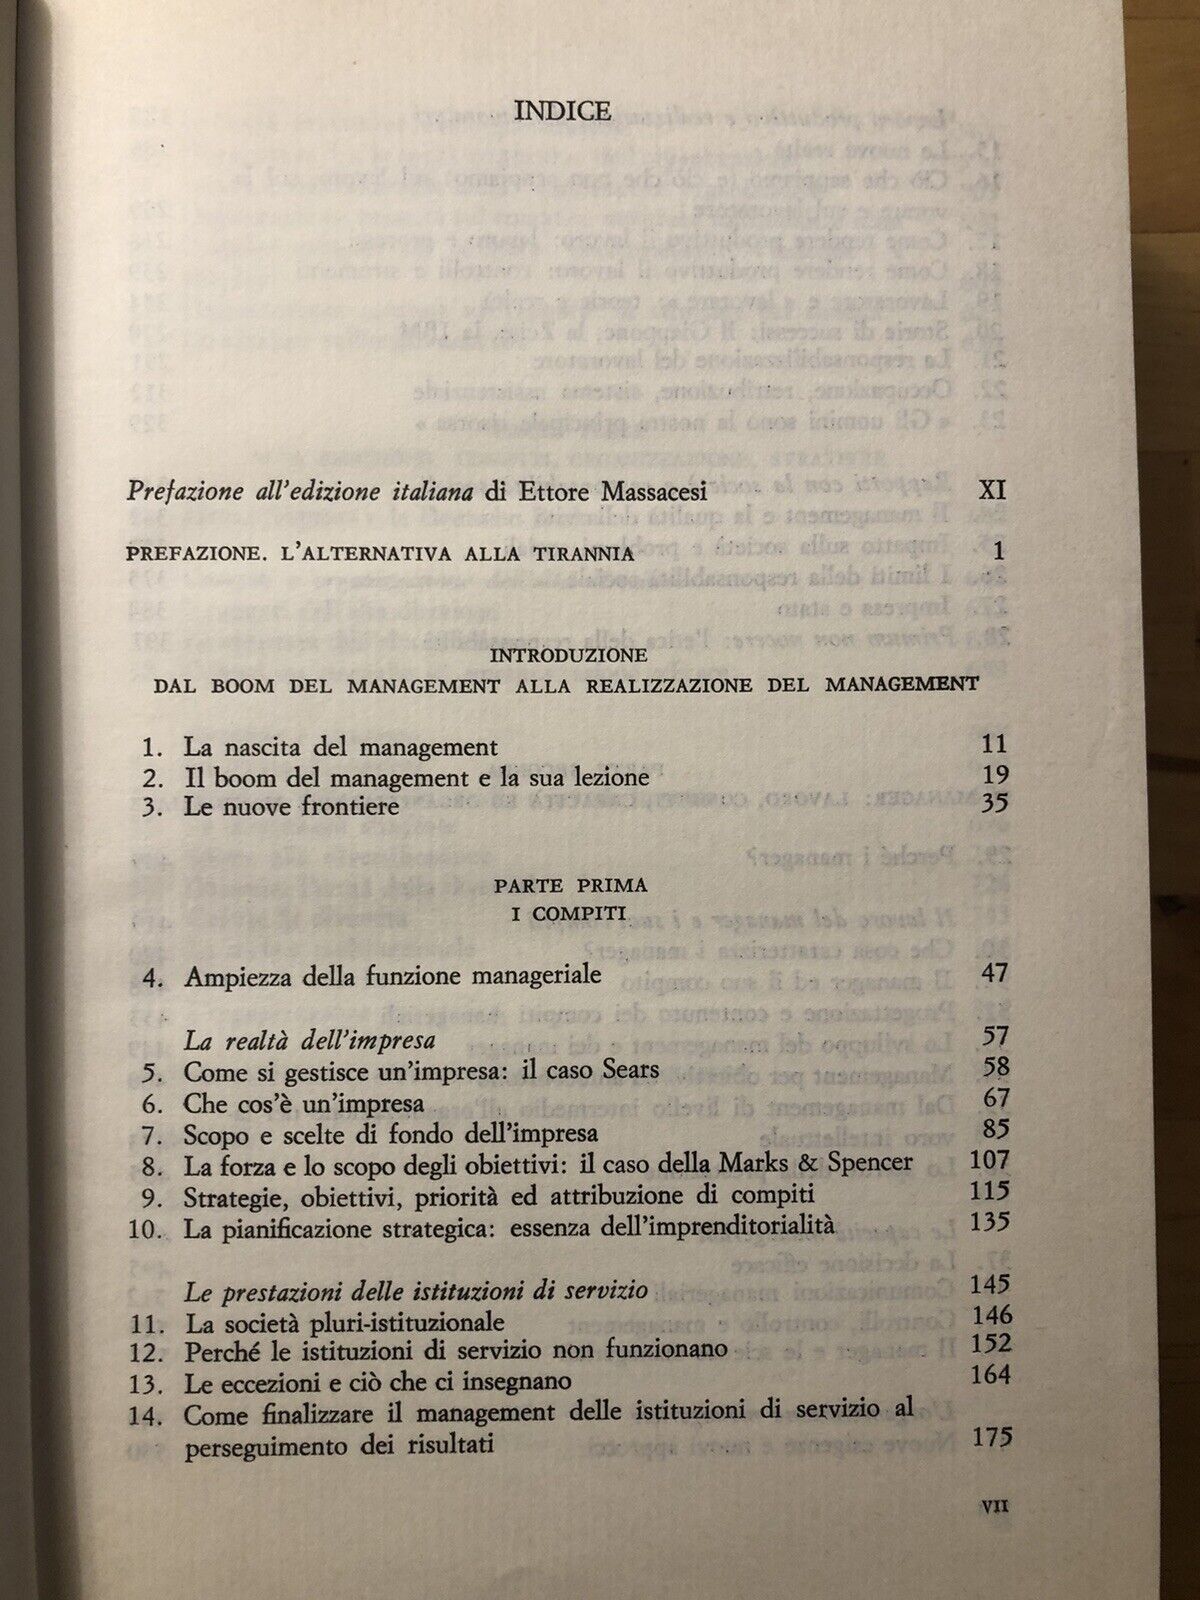 INDICE
Prefazione all'edizione italiana di Ettore Massacesi XI
PREFAZIONE. L'ALTERNATIVA ALLA TIRANNIA 1
INTRODUZIONE
DAL BOOM DEL MANAGEMENT ALLA REALIZZAZIONE DEL MANAGEMENT
1. La nascita del management 11
2. Il boom del management e la sua lezione 19
3. Le nuove frontiere 35
PARTE PRIMA
I COMPITI
4. Ampiezza della funzione manageriale 47
La realtà dell'impresa 57
5. Come si gestisce un'impresa: il caso Sears 58
6. Che cos'è un'impresa 67
7. Scopo e scelte di fondo dell'impresa 85
8. La forza e lo scopo degli obiettivi: il caso della Marks & Spencer 107
9. Strategie, obiettivi, priorità ed attribuzione di compiti 115
10. La pianificazione strategica: essenza dell'imprenditorialità 135
Le prestazioni delle istituzioni di servizio 145
11. La società pluri-istituzionale 146
12. Perché le istituzioni di servizio non funzionano 152
13. Le eccezioni e ciò che ci insegnano 164
14. Come finalizzare il management delle istituzioni di servizio al
perseguimento dei risultati 175
VII